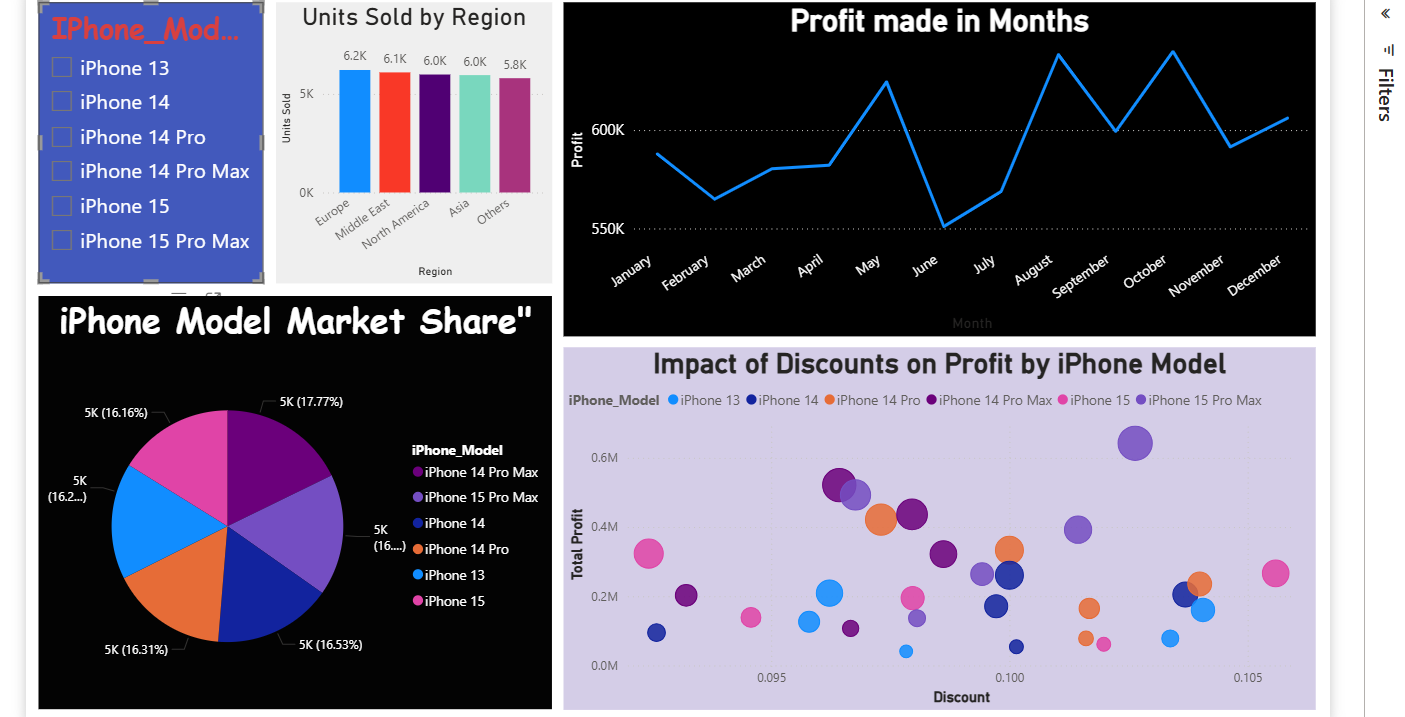 IPhone_Mod...
iPhone 13
iPhone 14
iPhone 14 Pro
iPhone 14 Pro Max
iPhone 15
iPhone 15 Pro Max
Units Sold by Region
6.2K
6.1K
6.0K
6.0K
5.8K
Units Sold
5K
0K
Europe
Middle East
North America
Asia
Others
Region
Profit made in Months
Profit
600K
550K
January
February
March
April
May
June
July
August
September
October
November
December
Month
Filters
iPhone Model Market Share"
5K (17.77%)
5K (16.16%)
5K
(16.2...)
5K
(16....)
5K (16.31%)
5K (16.53%)
iPhone_Model
iPhone 14 Pro Max
iPhone 15 Pro Max
iPhone 14
iPhone 14 Pro
iPhone 13
iPhone 15
Impact of Discounts on Profit by iPhone Model
iPhone_Model iPhone 13 iPhone 14 iPhone 14 Pro iPhone 14 Pro Max iPhone 15 iPhone 15 Pro Max
Total Profit
0.6M
0.4M
0.2M
0.0M
0.095 0.100 0.105
Discount